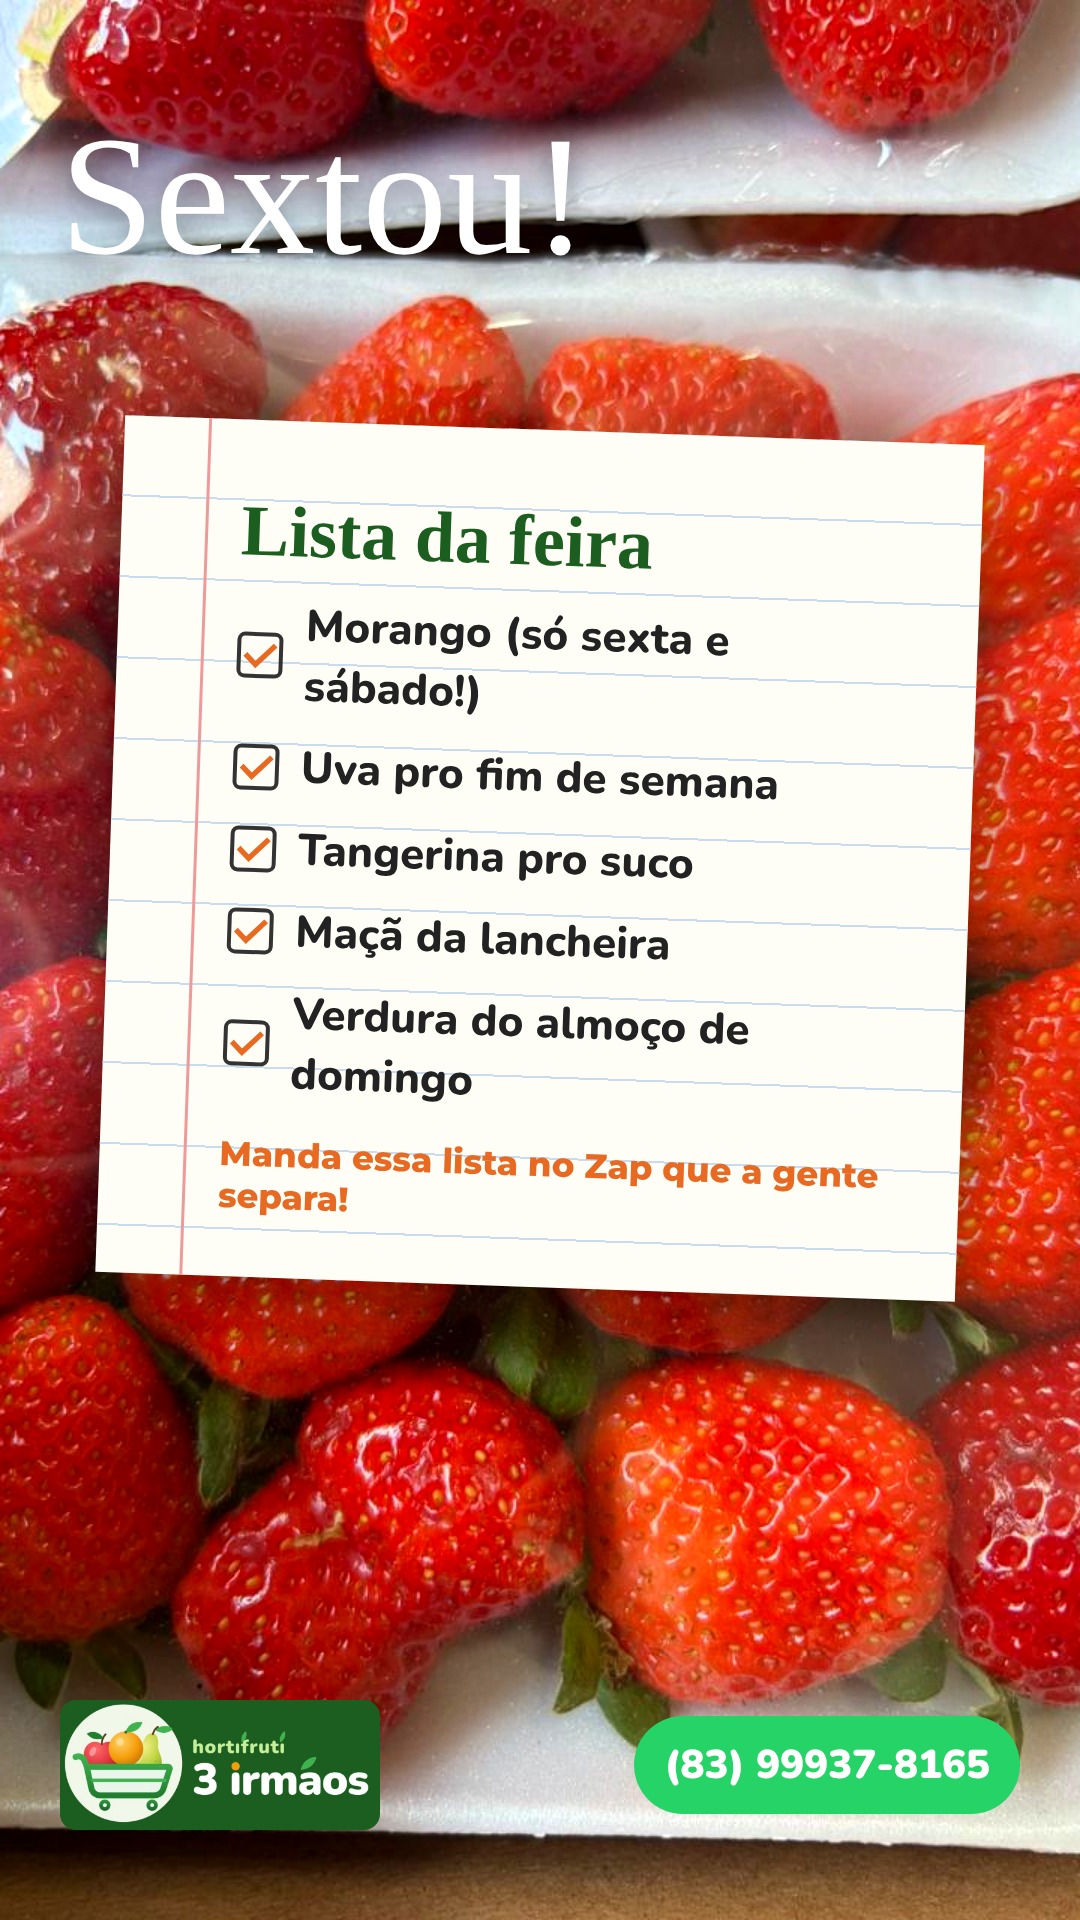 Sextou!
Lista da feira
Morango (só sexta e
sábado!)
Uva pro fim de semana
Tangerina pro suco
Maçã da lancheira
Verdura do almoço de
domingo
Manda essa lista no Zap que a gente
separa!
hortifruti
3 irmãos
(83) 99937-8165